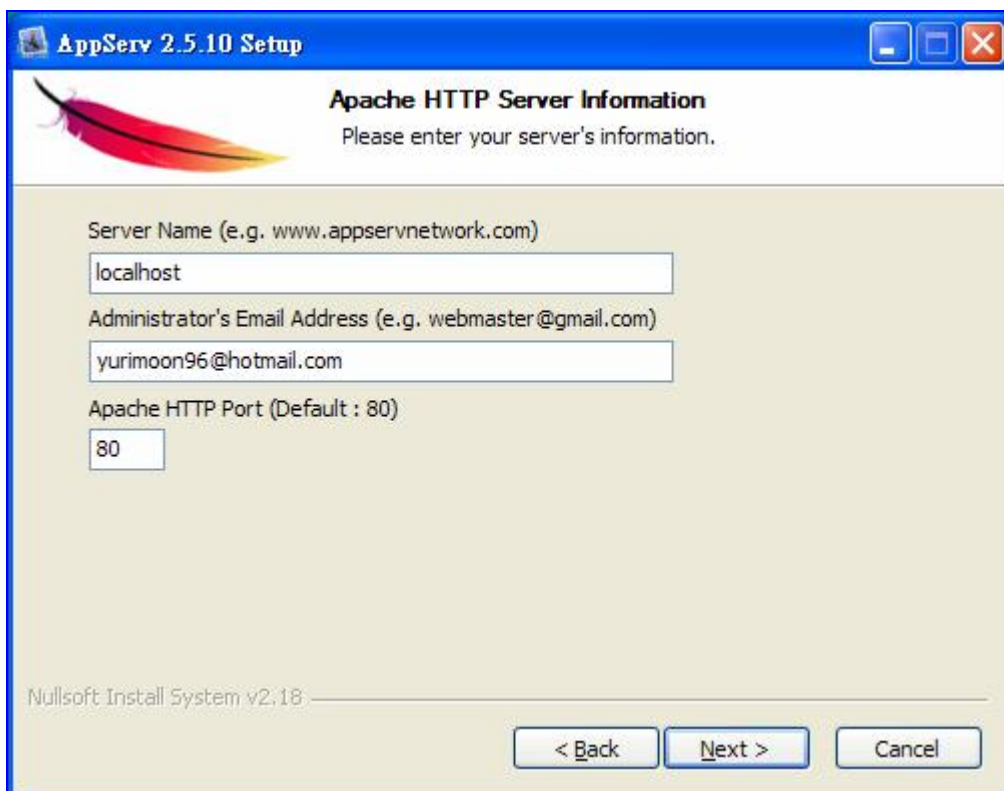 AppServ 2.5.10 Setup
Apache HTTP Server Information
Please enter your server's information.
Server Name (e.g. www.appservnetwork.com)
localhost
Administrator's Email Address (e.g. webmaster@gmail.com)
yurimoon96@hotmail.com
Apache HTTP Port (Default : 80)
80
Nullsoft Install System v2.18
< Back Next > Cancel